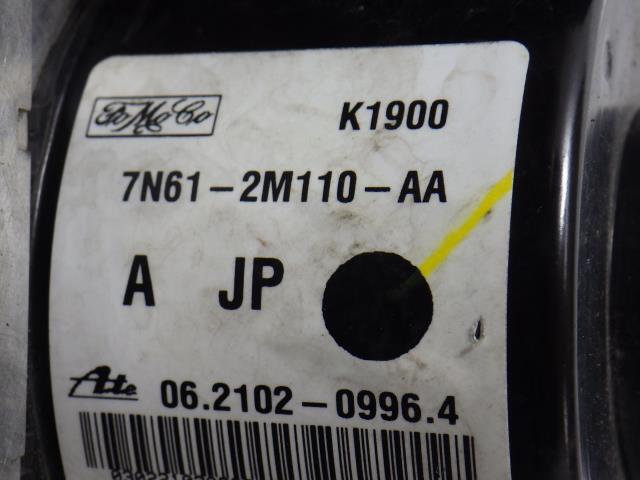 FoMoCo
K1900
7N61-2M110-AA
A JP
Ate 06.2102-0996.4